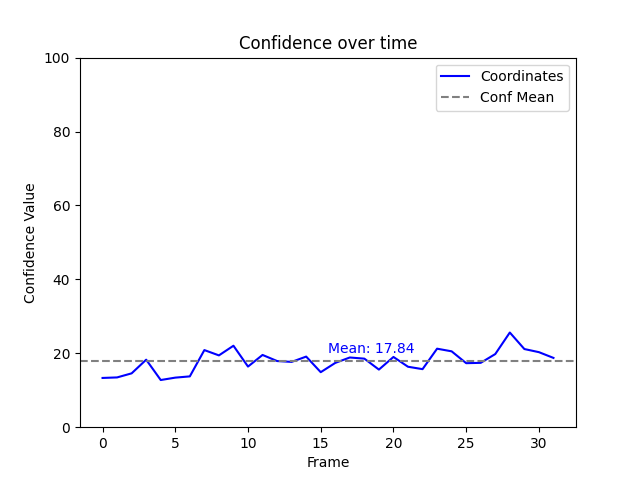 Confidence over time
100
80
60
40
20
0
Confidence Value
Coordinates
Conf Mean
Mean: 17.84
0 5 10 15 20 25 30
Frame